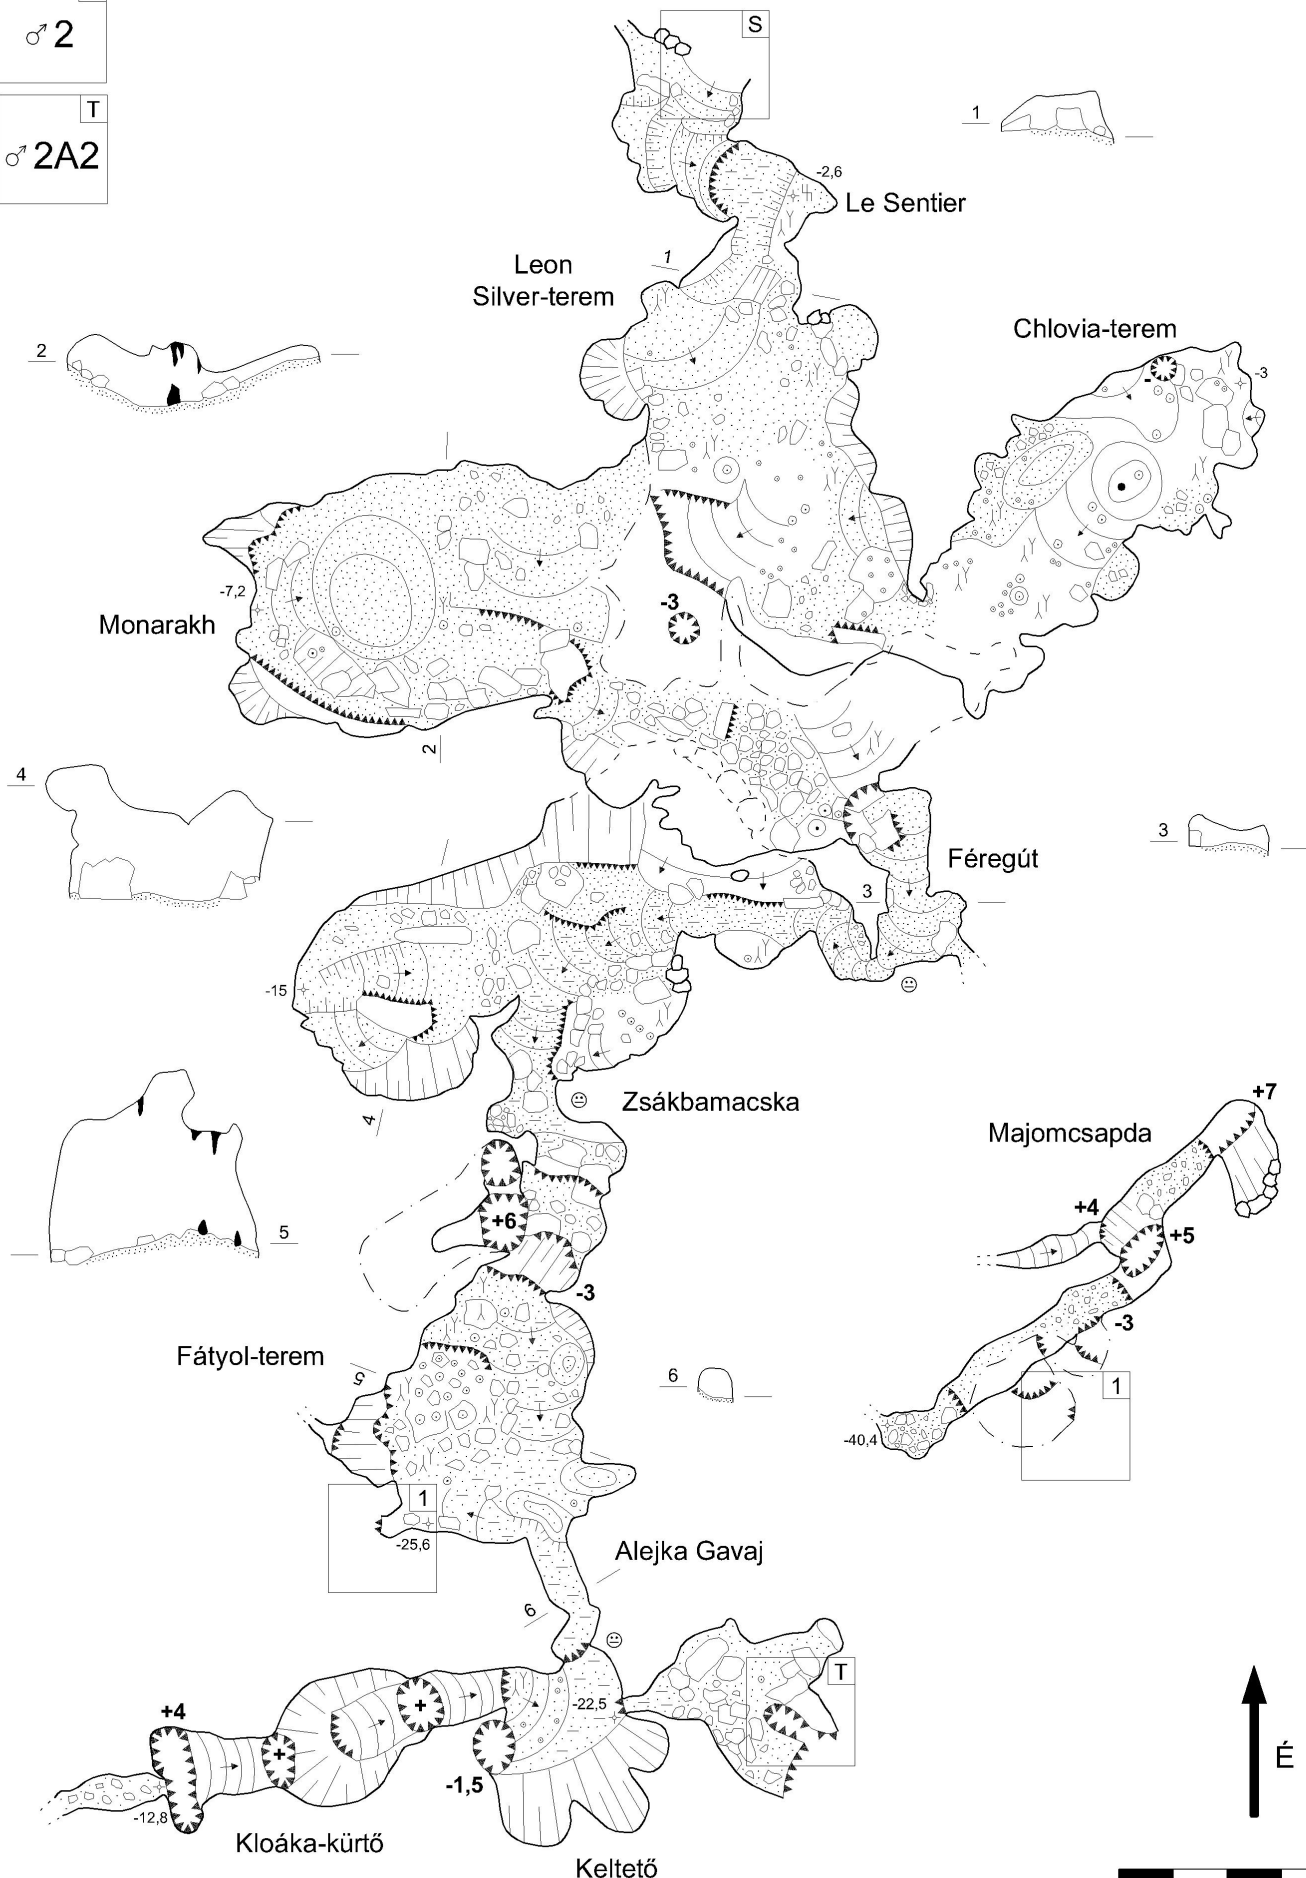 ♂ 2
T
♂ 2A2
S
1
-2,6
Le Sentier
1
Leon
Silver-terem
Chlovia-terem
2
-
-3
-7,2
-3
Monarakh
2
4
3
Féregút
3
-15
4
Zsákbamacska
+7
Majomcsapda
+4
+6
+5
5
-3
-3
Fátyol-terem
5
6
1
1
-40,4
-25,6
Alejka Gavaj
6
T
-22,5
+4
+
+
É
-1,5
-12,8
Kloáka-kürtő
Keltető